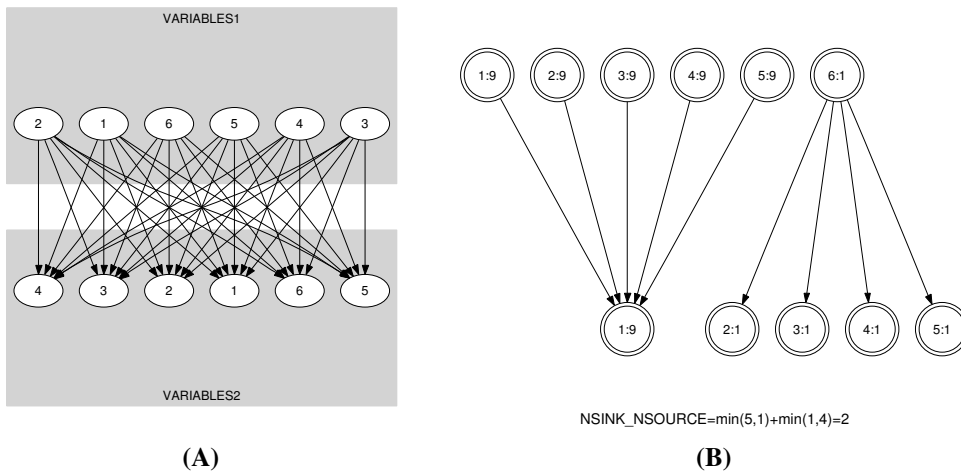 VARIABLES1
2 1 6 5 4 3
4 3 2 1 6 5
VARIABLES2
(A)
1:9 2:9 3:9 4:9 5:9 6:1
1:9 2:1 3:1 4:1 5:1
NSINK_NSOURCE=min(5,1)+min(1,4)=2
(B)